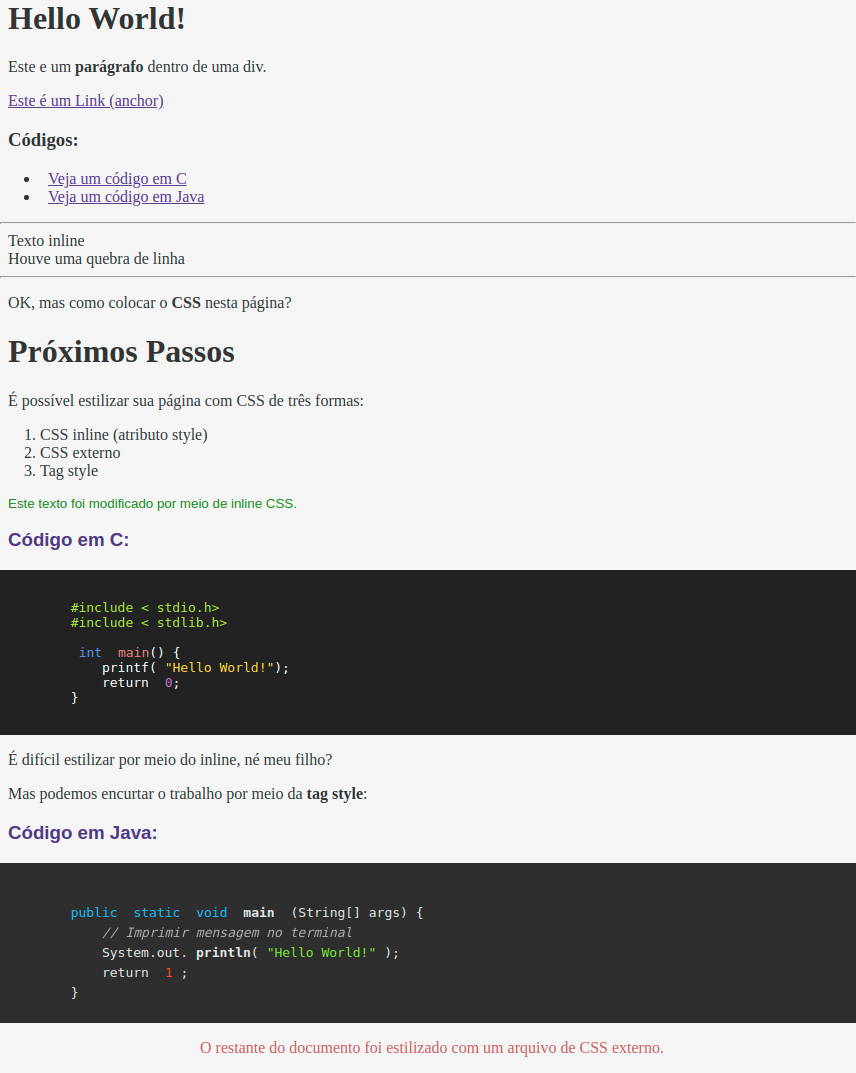 Hello World!
Este e um parágrafo dentro de uma div.
Este é um Link (anchor)
Códigos:
• Veja um código em C
• Veja um código em Java
Texto inline
Houve uma quebra de linha
OK, mas como colocar o CSS nesta página?
Próximos Passos
É possível estilizar sua página com CSS de três formas:
1. CSS inline (atributo style)
2. CSS externo
3. Tag style
Este texto foi modificado por meio de inline CSS.
Código em C:
#include < stdio.h>
#include < stdlib.h>
int  main() {
printf( "Hello World!");
return  0;
}
É difícil estilizar por meio do inline, né meu filho?
Mas podemos encurtar o trabalho por meio da tag style:
Código em Java:
public  static  void  main  (String[] args) {
// Imprimir mensagem no terminal
System.out. println( "Hello World!" );
return  1 ;
}
O restante do documento foi estilizado com um arquivo de CSS externo.